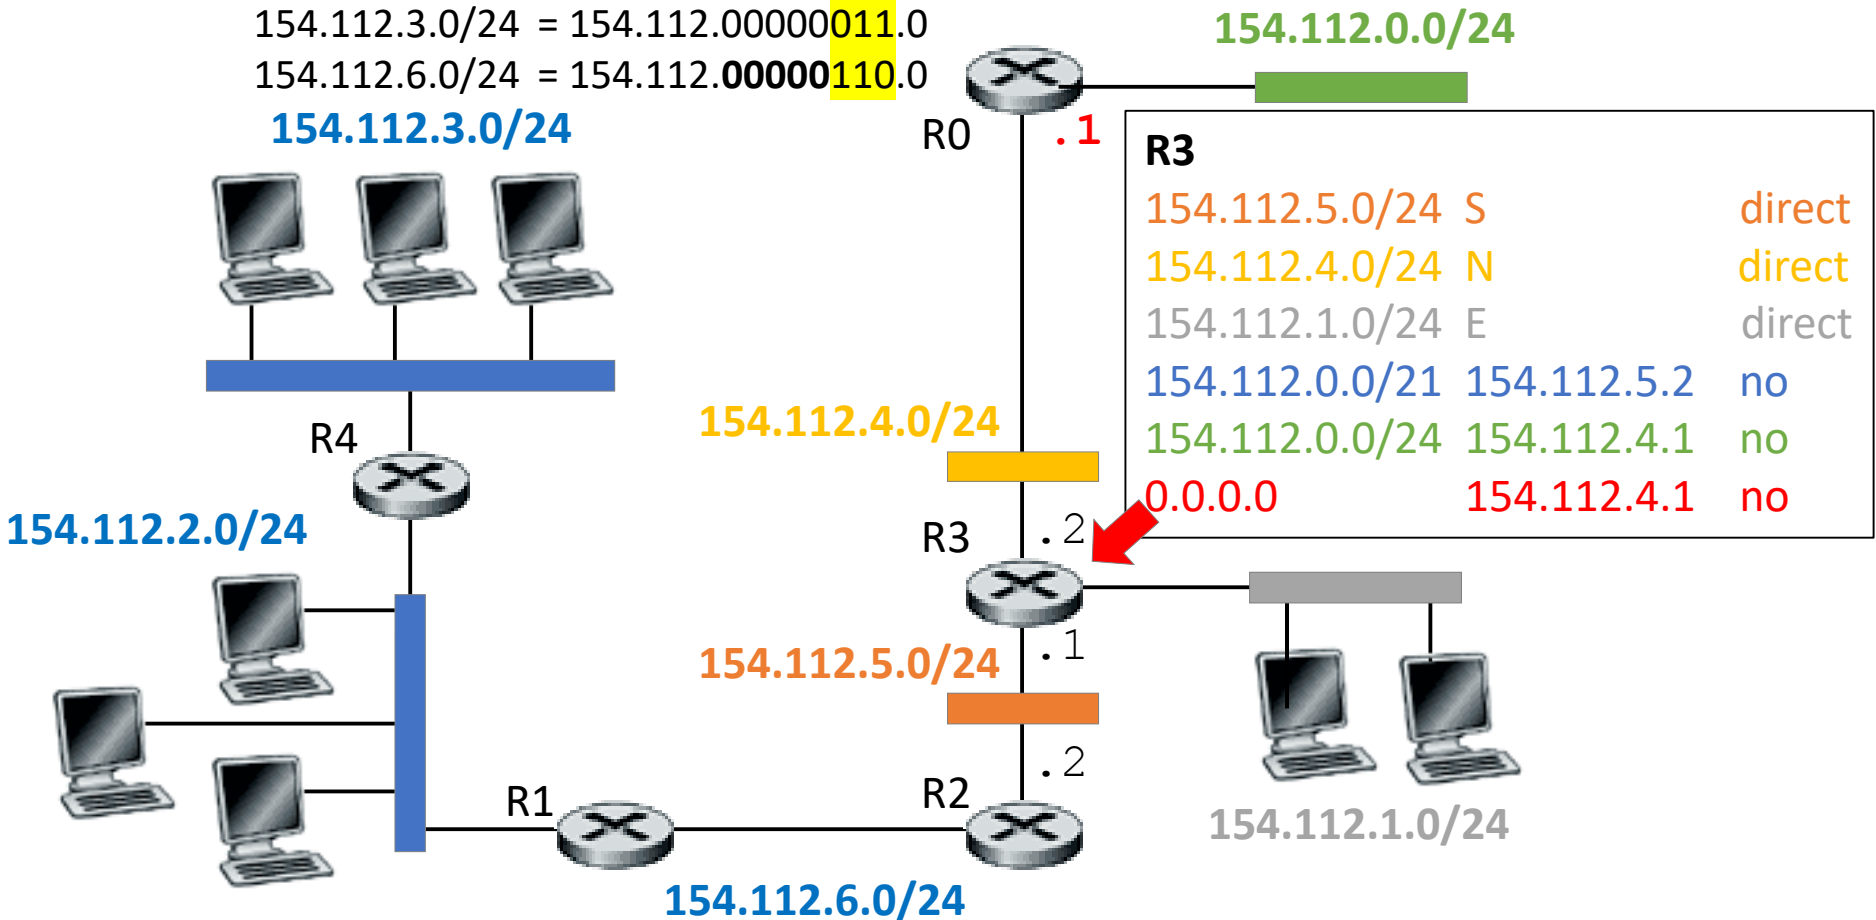 154.112.3.0/24 = 154.112.00000011.0
154.112.6.0/24 = 154.112.00000110.0
154.112.3.0/24
154.112.0.0/24
R0
.1
R3
154.112.5.0/24 S direct
154.112.4.0/24 N direct
154.112.1.0/24 E direct
154.112.0.0/21 154.112.5.2 no
154.112.0.0/24 154.112.4.1 no
0.0.0.0 154.112.4.1 no
R4
154.112.4.0/24
154.112.2.0/24
R3
.2
.1
154.112.5.0/24
.2
R1
R2
154.112.1.0/24
154.112.6.0/24